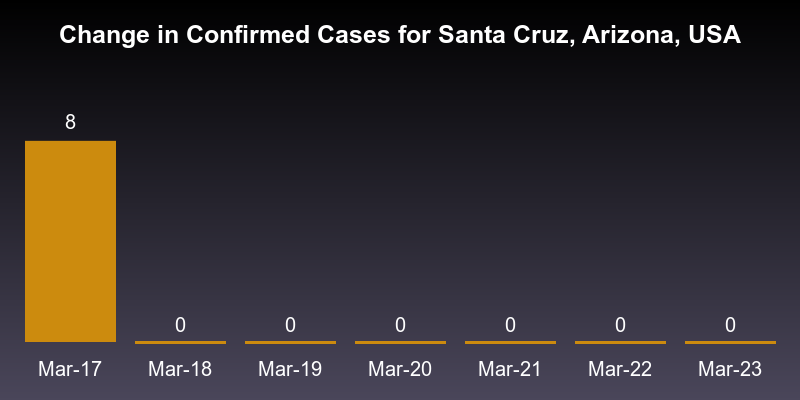 Change in Confirmed Cases for Santa Cruz, Arizona, USA
8
0 0 0 0 0 0
Mar-17 Mar-18 Mar-19 Mar-20 Mar-21 Mar-22 Mar-23